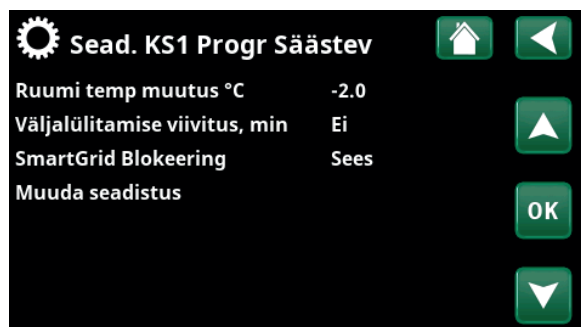 Sead. KS1 Progr Säästev
Ruumi temp muutus °C -2.0
Väljalülitamise viivitus, min Ei
SmartGrid Blokeering Sees
Muuda seadistus
OK